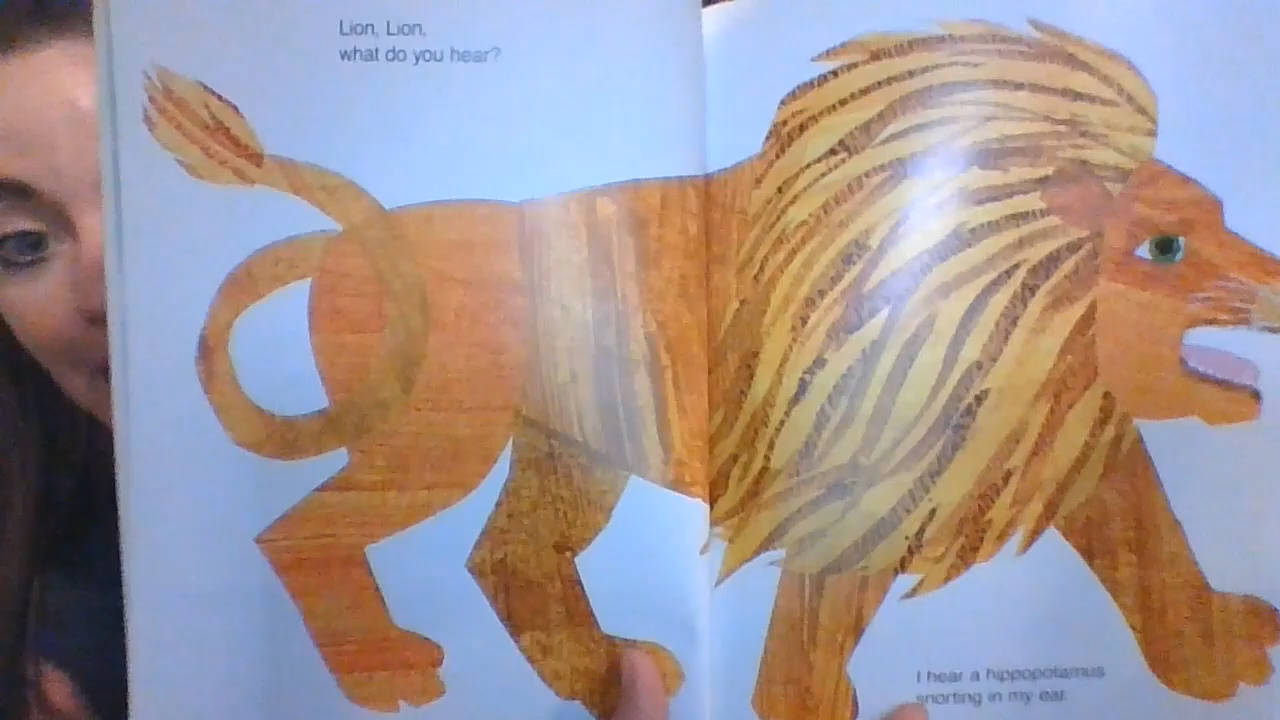 Lion, Lion,
what do you hear?
I hear a hippopotamus
snorting in my ear.